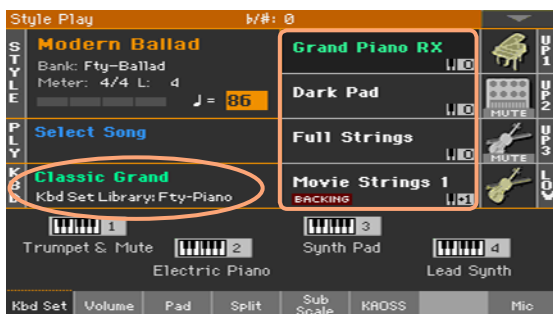 Style Play ♭/#: 0
STYLE
Modern Ballad
Bank: Fty-Ballad
Meter: 4/4 L: 4
♩ = 86
PLY
Select Song
KBD
Classic Grand
Kbd Set Library: Fty-Piano
Grand Piano RX
0
UP1
Dark Pad
0
MUTE
UP2
Full Strings
0
MUTE
UP3
Movie Strings 1
BACKING
+1
LOW
1
Trumpet & Mute
2
Electric Piano
3
Synth Pad
4
Lead Synth
Kbd Set Volume Pad Split Sub Scale KAOSS Mic